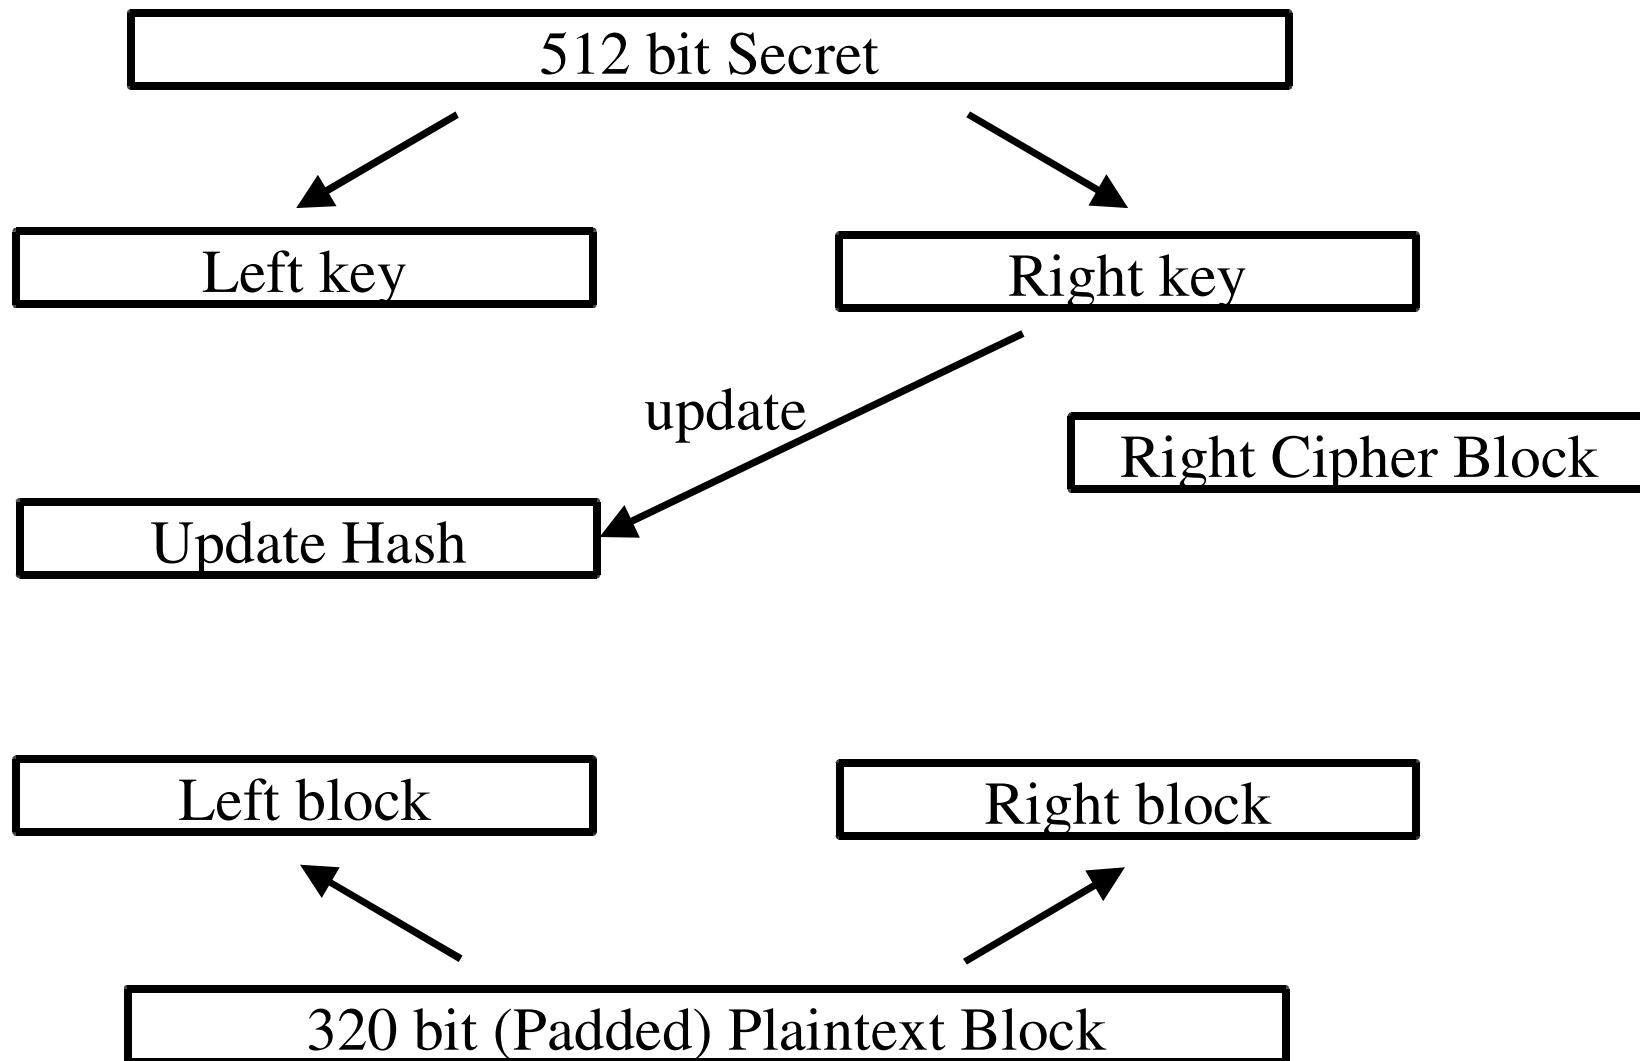 512 bit Secret
Left key
Right key
update
Right Cipher Block
Update Hash
Left block
Right block
320 bit (Padded) Plaintext Block